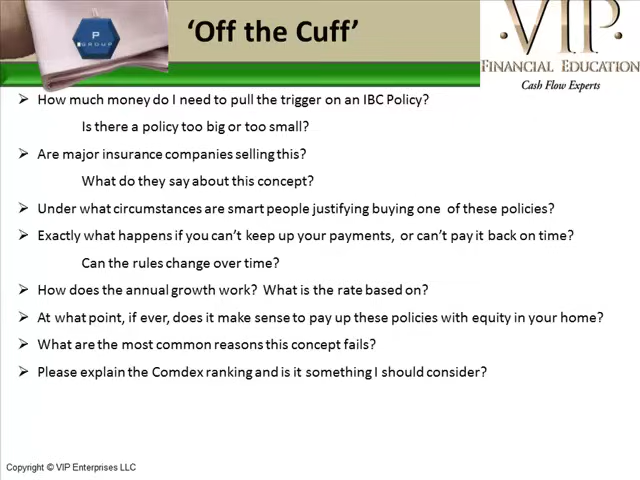 P
GROUP
'Off the Cuff'
VIP
FINANCIAL EDUCATION
Cash Flow Experts
How much money do I need to pull the trigger on an IBC Policy?
Is there a policy too big or too small?
Are major insurance companies selling this?
What do they say about this concept?
Under what circumstances are smart people justifying buying one of these policies?
Exactly what happens if you can't keep up your payments, or can't pay it back on time?
Can the rules change over time?
How does the annual growth work? What is the rate based on?
At what point, if ever, does it make sense to pay up these policies with equity in your home?
What are the most common reasons this concept fails?
Please explain the Comdex ranking and is it something I should consider?
Copyright © VIP Enterprises LLC